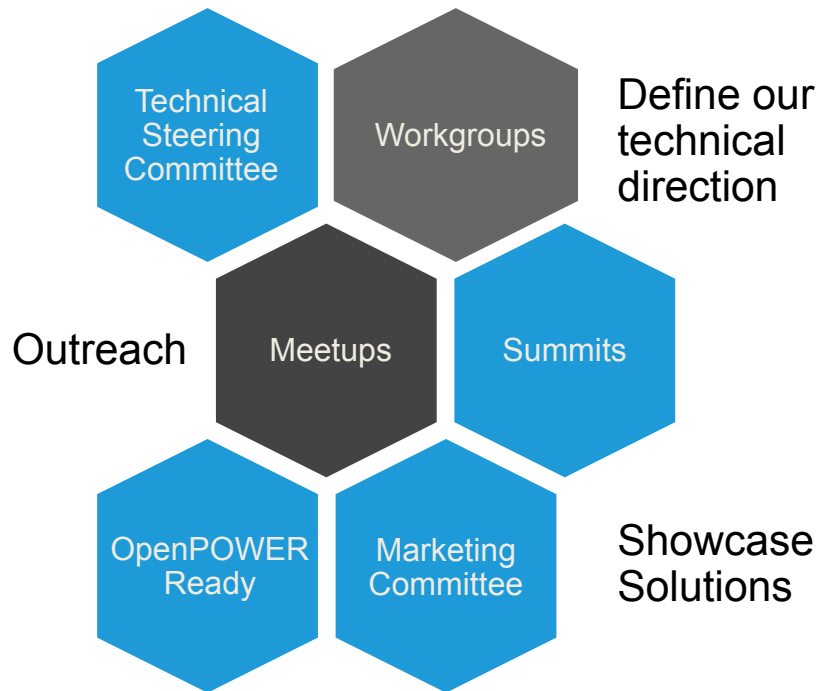 Technical
Steering
Committee
Workgroups
Define our
technical
direction
Outreach
Meetups
Summits
OpenPOWER
Ready
Marketing
Committee
Showcase
Solutions